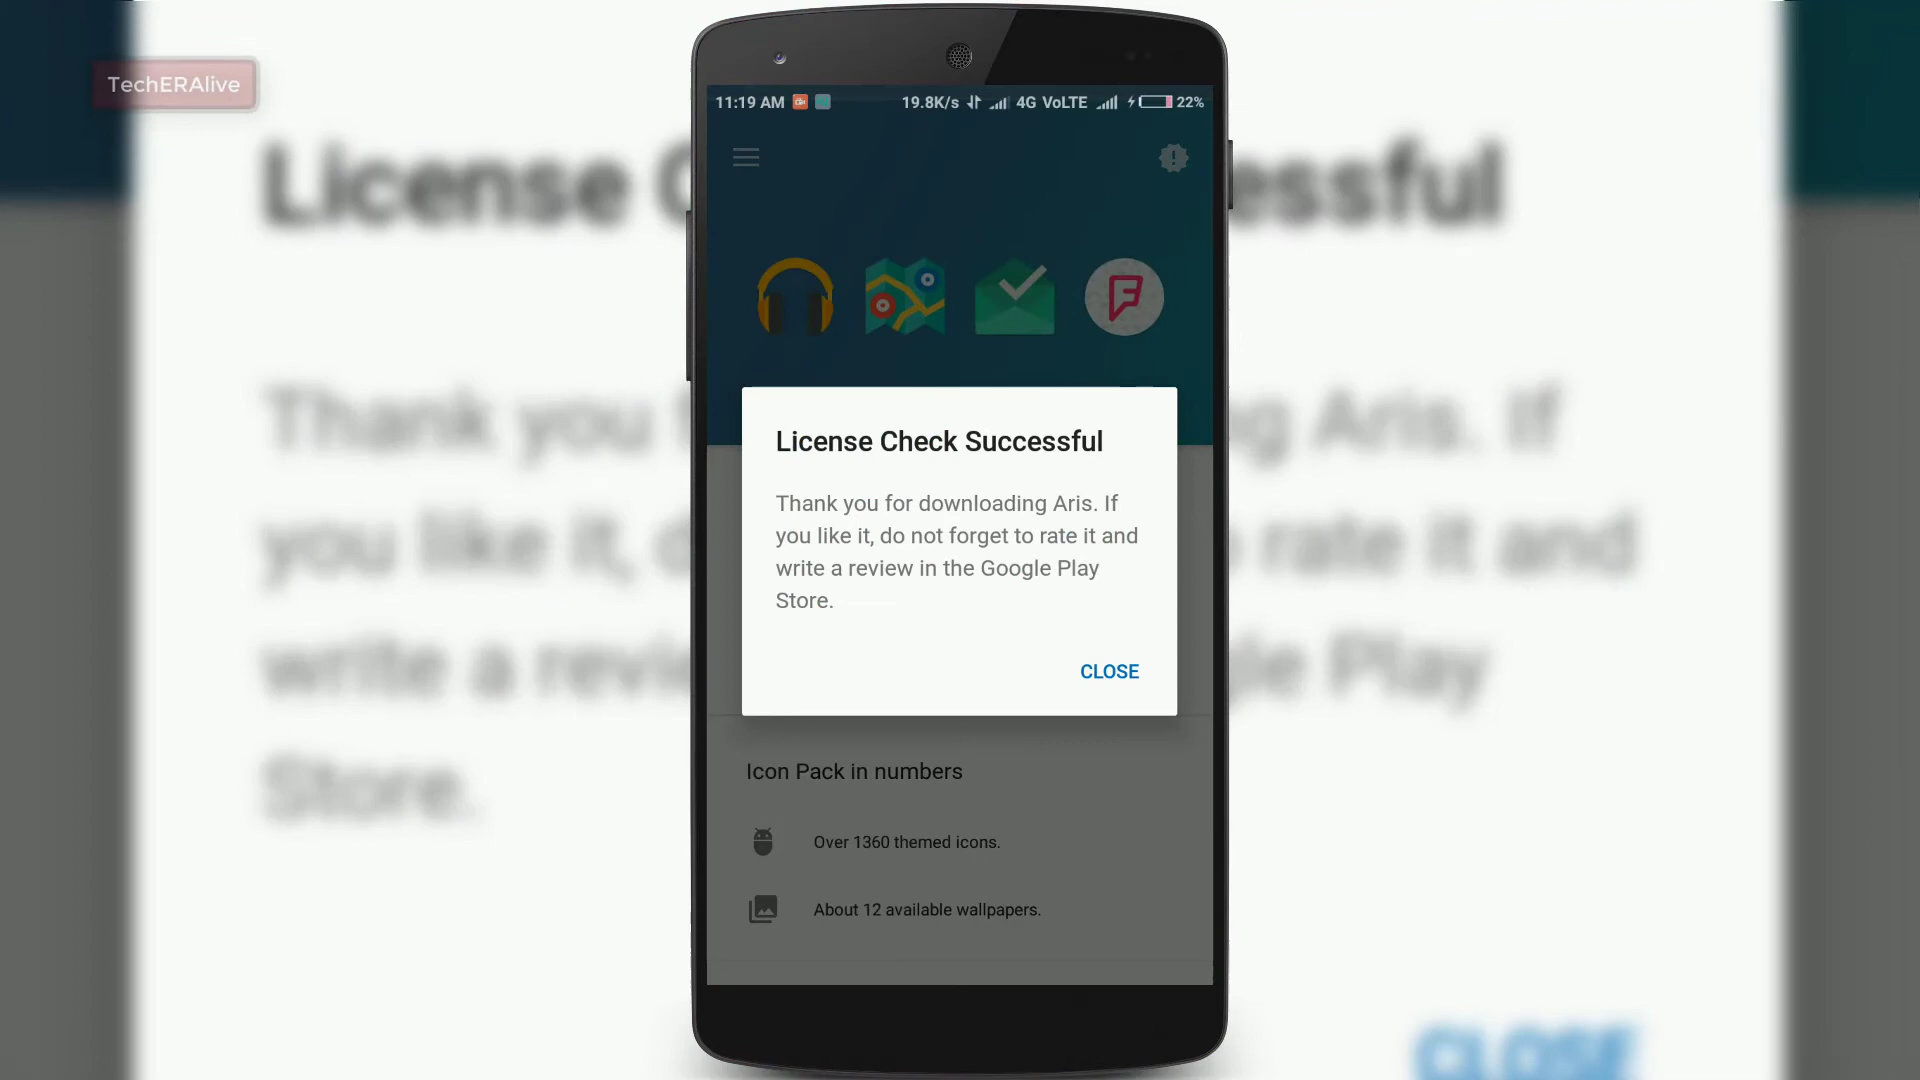 TechERAlive
11:19 AM 19.8K/s 4G VoLTE 22%
License Check Successful
Thank you for downloading Aris. If
you like it, do not forget to rate it and
write a review in the Google Play
Store.
CLOSE
Icon Pack in numbers
Over 1360 themed icons.
About 12 available wallpapers.
License C essful
Thank you f ng Aris. If
you like it, d o rate it and
write a revie gle Play
Store.
CLOSE